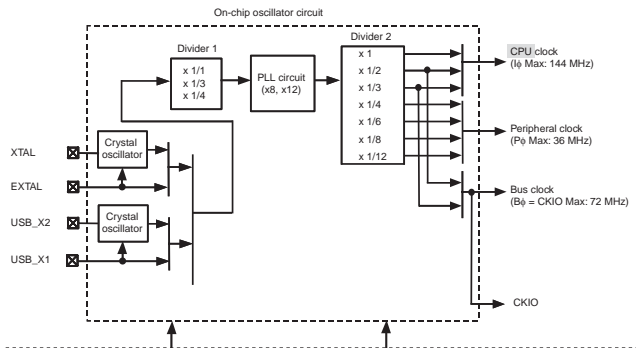 On-chip oscillator circuit
Divider 1
x 1/1
x 1/3
x 1/4
PLL circuit
(x8, x12)
Divider 2
x 1
x 1/2
x 1/3
x 1/4
x 1/6
x 1/8
x 1/12
CPU clock
(Iϕ Max: 144 MHz)
Peripheral clock
(Pϕ Max: 36 MHz)
Bus clock
(Bϕ = CKIO Max: 72 MHz)
CKIO
XTAL
Crystal
oscillator
EXTAL
USB_X2
Crystal
oscillator
USB_X1